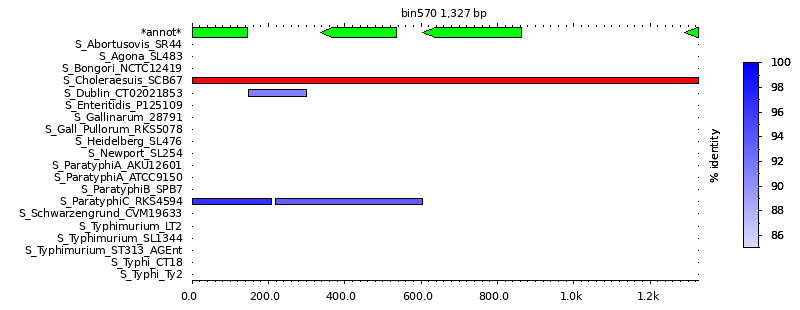 bin570 1,327 bp
*annot*
S_Abortusovis_SR44
S_Agona_SL483
S_Bongori_NCTC12419
S_Choleraesuis_SCB67
S_Dublin_CT02021853
S_Enteritidis_P125109
S_Gallinarum_28791
S_Gall_Pullorum_RKS5078
S_Heidelberg_SL476
S_Newport_SL254
S_ParatyphiA_AKU12601
S_ParatyphiA_ATCC9150
S_ParatyphiB_SPB7
S_ParatyphiC_RKS4594
S_Schwarzengrund_CVM19633
S_Typhimurium_LT2
S_Typhimurium_SL1344
S_Typhimurium_ST313_AGEnt
S_Typhi_CT18
S_Typhi_Ty2
0.0 200.0 400.0 600.0 800.0 1.0k 1.2k
% identity
100
98
96
94
92
90
88
86